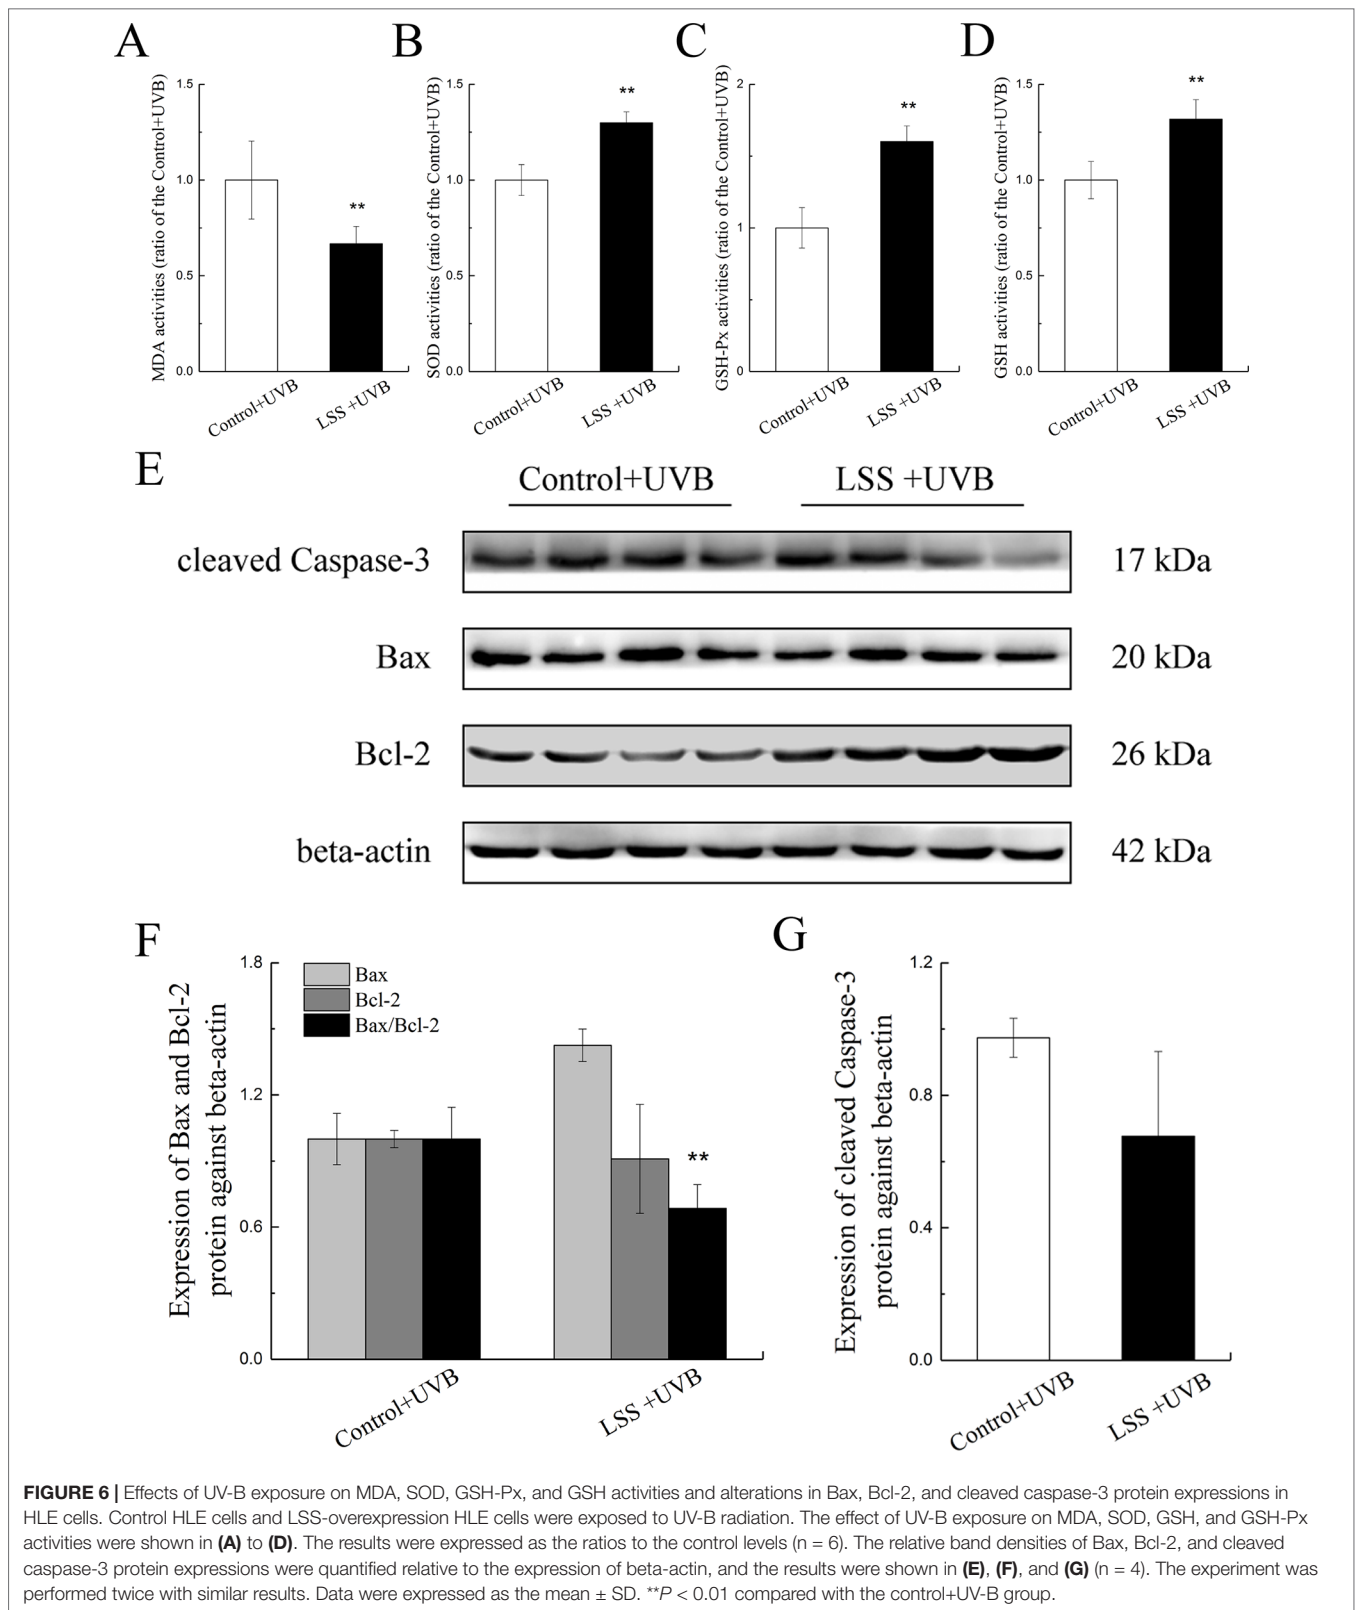 A
B
C
D
MDA activities (ratio of the Control+UVB)
1.5
1.0
0.5
0.0
**
Control+UVB
LSS +UVB
SOD activities (ratio of the Control+UVB)
1.5
1.0
0.5
0.0
**
Control+UVB
LSS +UVB
GSH-Px activities (ratio of the Control+UVB)
2
1
0
**
Control+UVB
LSS +UVB
GSH activities (ratio of the Control+UVB)
1.5
1.0
0.5
0.0
**
Control+UVB
LSS +UVB
E
Control+UVB LSS +UVB
cleaved Caspase-3 17 kDa
Bax 20 kDa
Bcl-2 26 kDa
beta-actin 42 kDa
F
Expression of Bax and Bcl-2
protein against beta-actin
1.8
1.2
0.6
0.0
Bax
Bcl-2
Bax/Bcl-2
**
Control+UVB
LSS +UVB
G
Expression of cleaved Caspase-3
protein against beta-actin
1.2
0.8
0.4
0.0
Control+UVB
LSS +UVB
FIGURE 6 | Effects of UV-B exposure on MDA, SOD, GSH-Px, and GSH activities and alterations in Bax, Bcl-2, and cleaved caspase-3 protein expressions in
HLE cells. Control HLE cells and LSS-overexpression HLE cells were exposed to UV-B radiation. The effect of UV-B exposure on MDA, SOD, GSH, and GSH-Px
activities were shown in (A) to (D). The results were expressed as the ratios to the control levels (n = 6). The relative band densities of Bax, Bcl-2, and cleaved
caspase-3 protein expressions were quantified relative to the expression of beta-actin, and the results were shown in (E), (F), and (G) (n = 4). The experiment was
performed twice with similar results. Data were expressed as the mean ± SD. **P < 0.01 compared with the control+UV-B group.